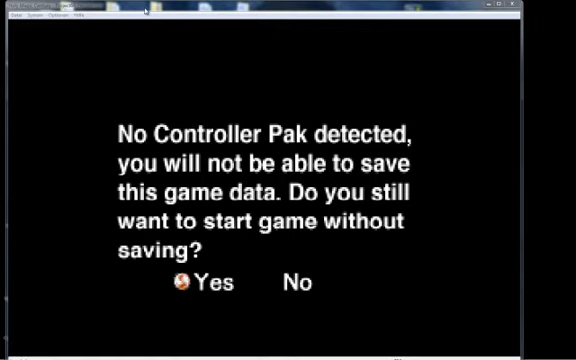 No Controller Pak detected,
you will not be able to save
this game data. Do you still
want to start game without
saving?
Yes No